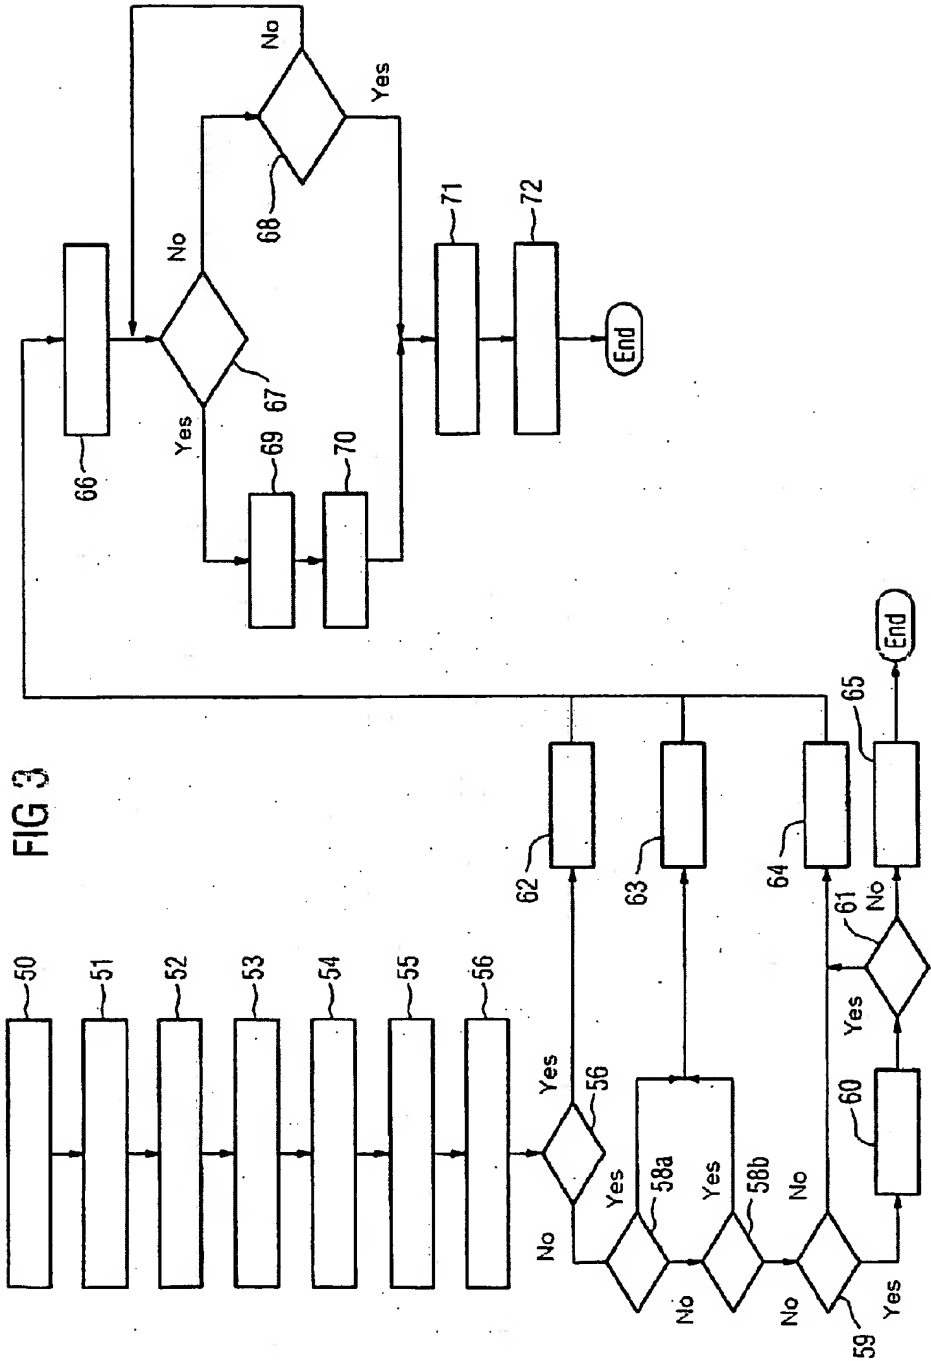 FIG 3
50
51
52
53
54
55
56
56
Yes
No
58a
Yes
No
58b
Yes
No
59
No
Yes
60
61
Yes
No
62
63
64
65
End
66
67
Yes
No
68
No
Yes
69
70
71
72
End